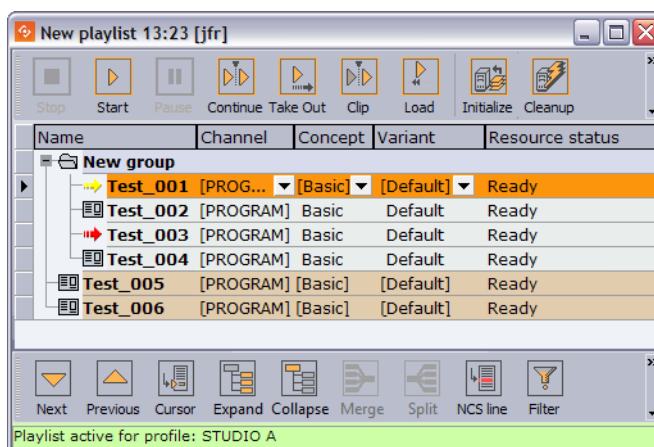 New playlist 13:23 [jfr]
Stop Start Pause Continue Take Out Clip Load Initialize Cleanup
Name Channel Concept Variant Resource status
New group
Test_001 [PROG... [Basic] [Default] Ready
Test_002 [PROGRAM] Basic Default Ready
Test_003 [PROGRAM] Basic Default Ready
Test_004 [PROGRAM] Basic Default Ready
Test_005 [PROGRAM] [Basic] [Default] Ready
Test_006 [PROGRAM] [Basic] [Default] Ready
Next Previous Cursor Expand Collapse Merge Split NCS line Filter
Playlist active for profile: STUDIO A